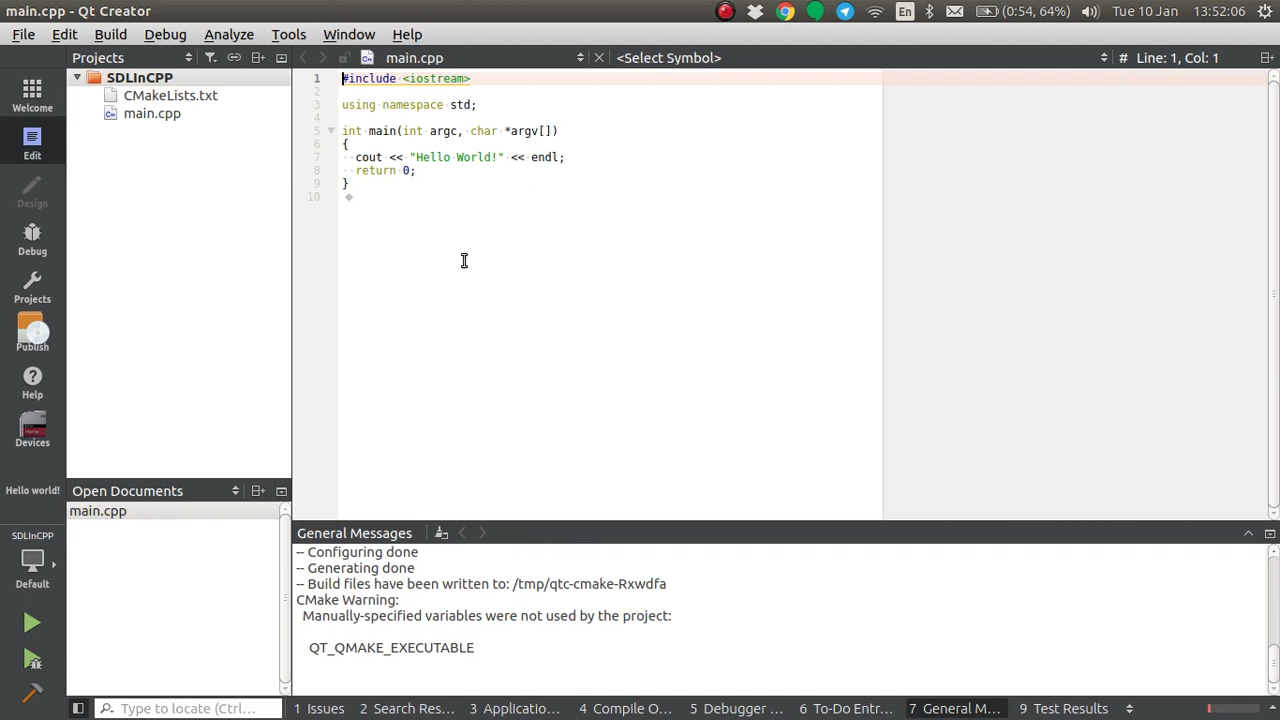 main.cpp - Qt Creator
En
(0:54, 64%)
Tue 10 Jan
13:52:06
File Edit Build Debug Analyze Tools Window Help
Projects
main.cpp
<Select Symbol>
# Line: 1, Col: 1
SDLInCPP
CMakeLists.txt
main.cpp
Welcome
Edit
Design
Debug
Projects
Publish
Help
Devices
Hello world!
SDLInCPP
Default
1 #include <iostream>
2
3 using namespace std;
4
5 int main(int argc, char *argv[])
6 {
7 cout << "Hello World!" << endl;
8 return 0;
9 }
10
Open Documents
main.cpp
General Messages
-- Configuring done
-- Generating done
-- Build files have been written to: /tmp/qtc-cmake-Rxwdfa
CMake Warning:
Manually-specified variables were not used by the project:
QT_QMAKE_EXECUTABLE
Type to locate (Ctrl...
1 Issues
2 Search Res...
3 Applicatio...
4 Compile O...
5 Debugger ...
6 To-Do Entr...
7 General M...
9 Test Results